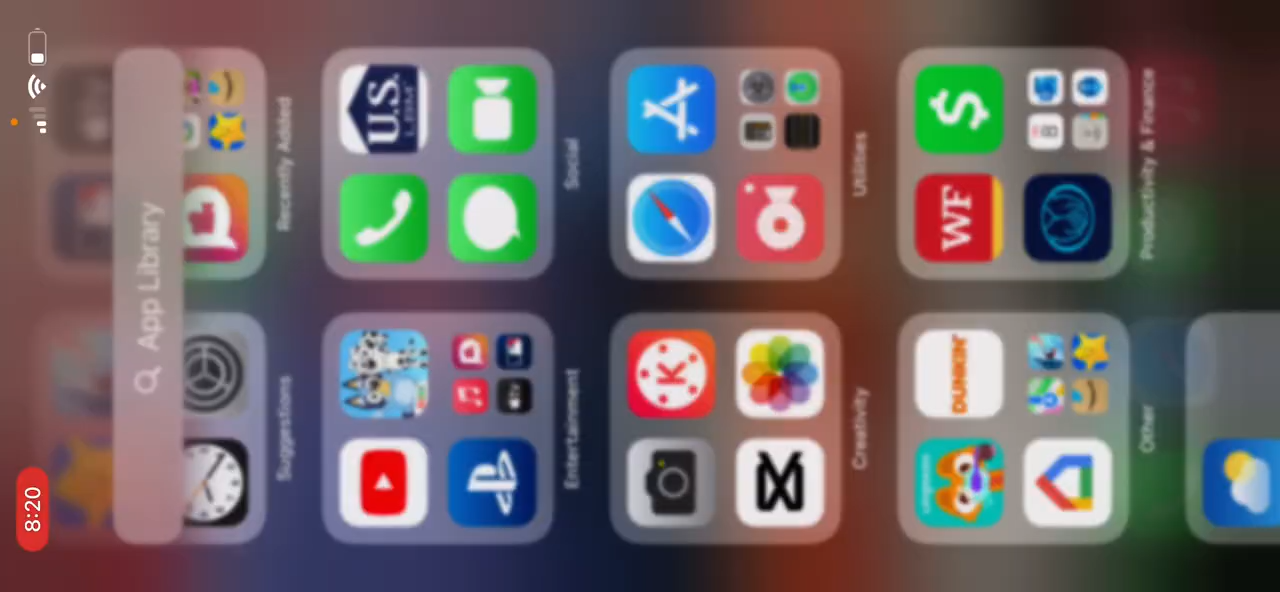 8:20
App Library
Suggestions
Recently Added
Entertainment
U.S.
Social
K
Creativity
Utilities
DUNKIN'
Other
$
WF
Productivity & Finance